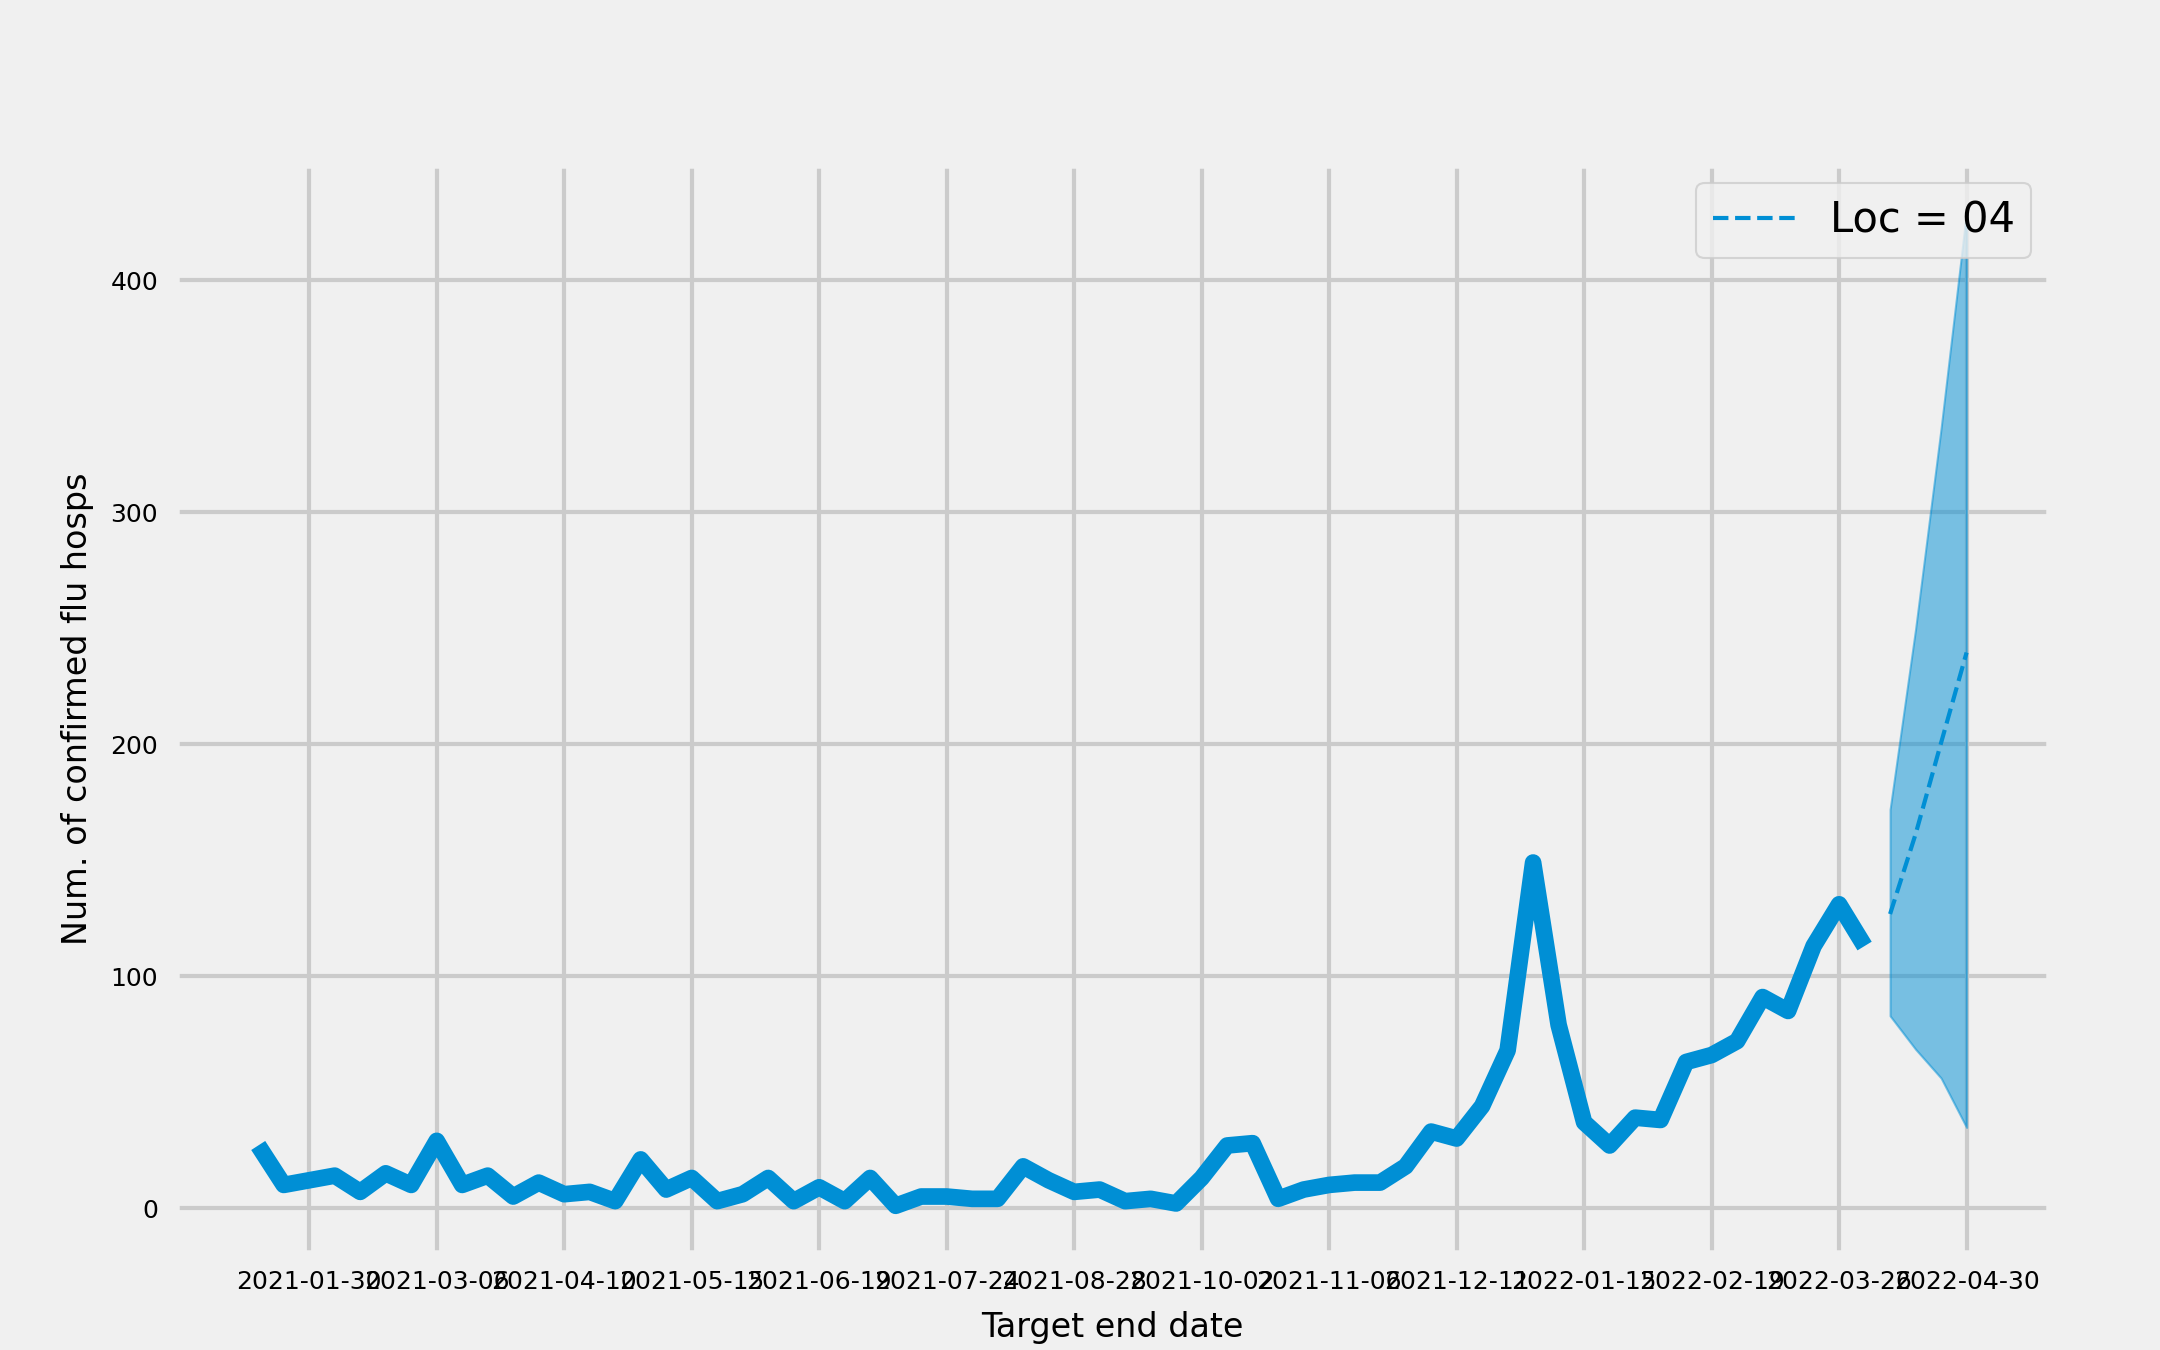 Loc = 04
400
300
200
100
0
Num. of confirmed flu hosps
2021-01-30 2021-03-06 2021-04-10 2021-05-15 2021-06-19 2021-07-24 2021-08-28 2021-10-02 2021-11-06 2021-12-11 2022-01-15 2022-02-19 2022-03-26 2022-04-30
Target end date